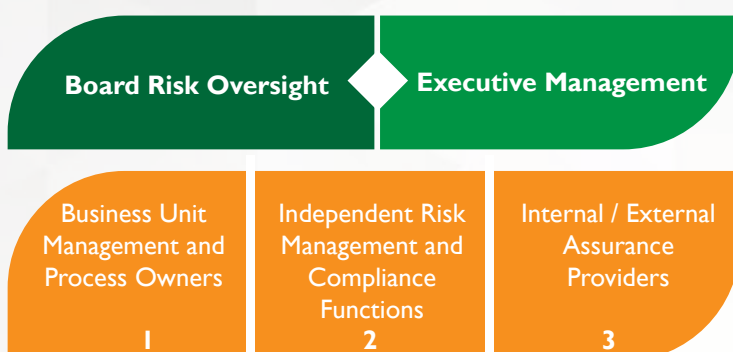 Board Risk Oversight
Executive Management
Business Unit
Management and
Process Owners
1
Independent Risk
Management and
Compliance
Functions
2
Internal / External
Assurance
Providers
3